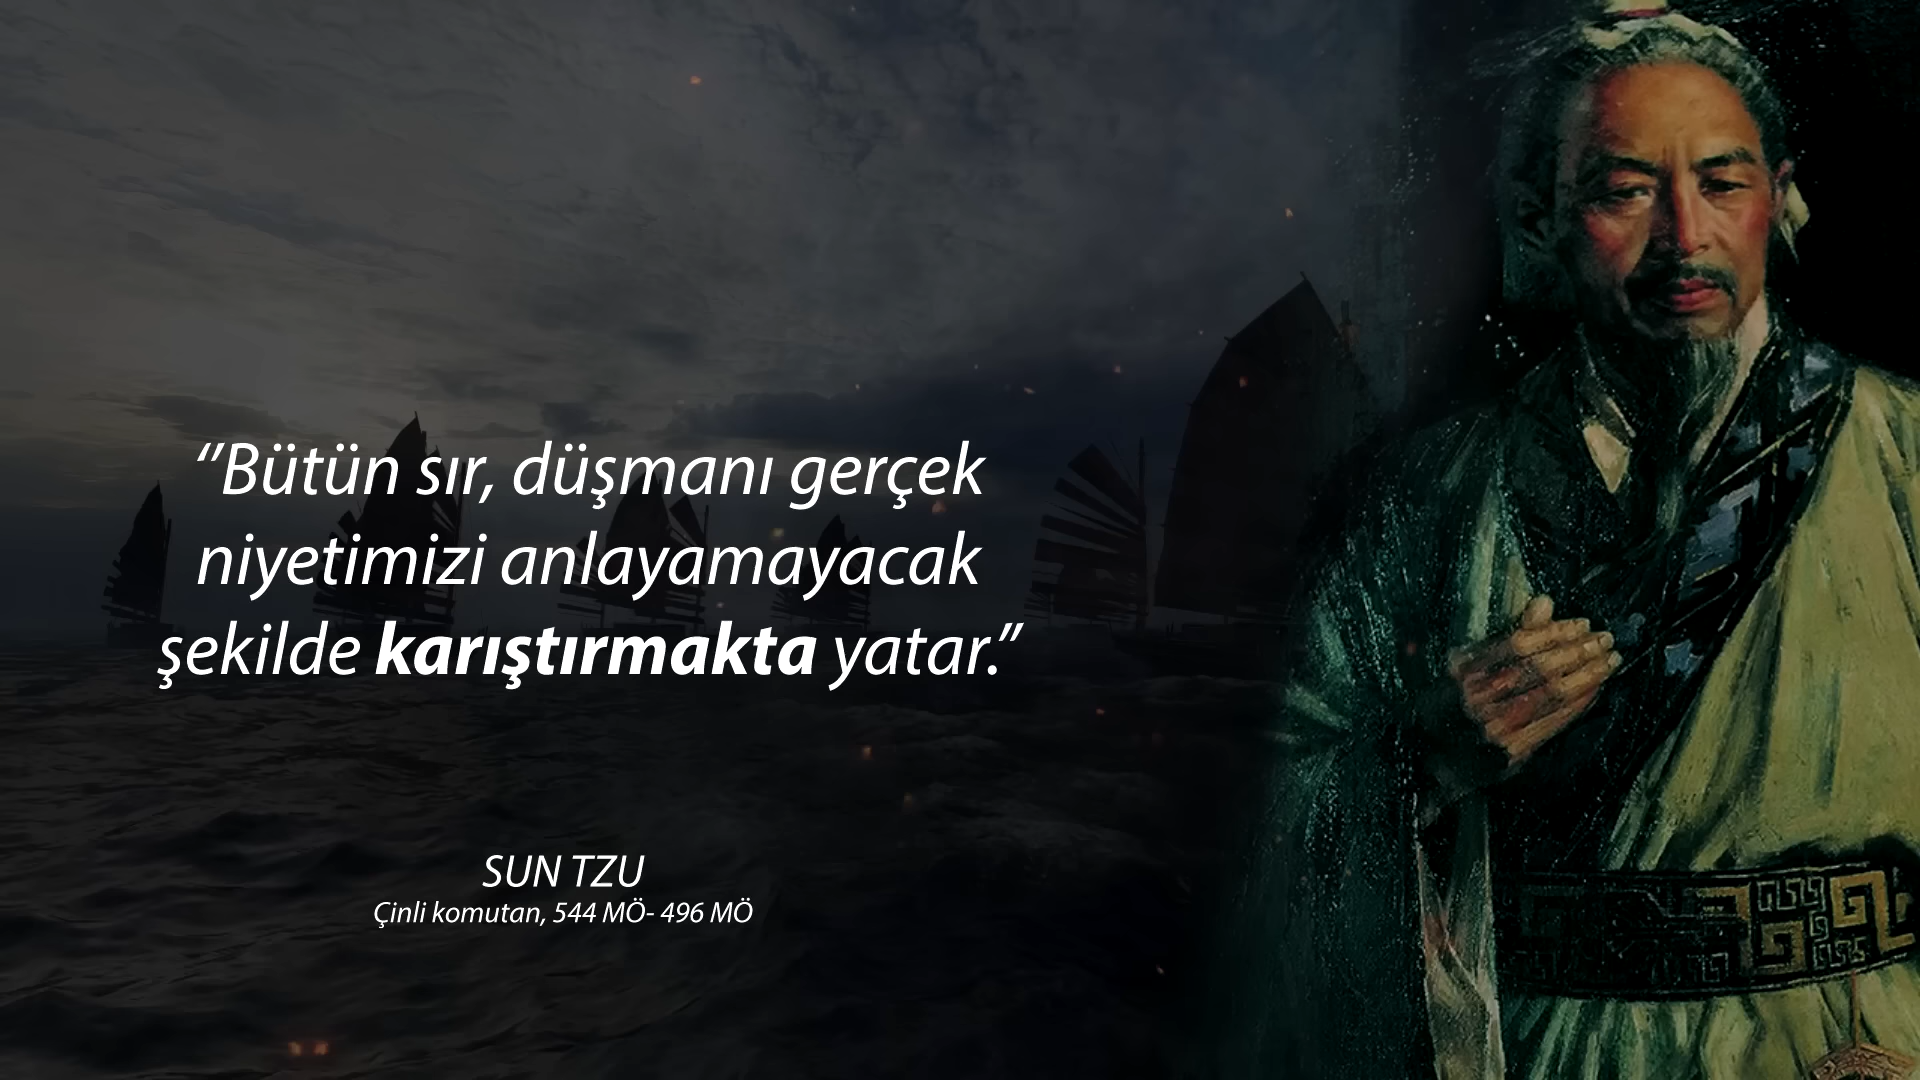 ‘’Bütün sır, düşmanı gerçek
niyetimizi anlayamayacak
şekilde karıştırmakta yatar.’’
SUN TZU
Çinli komutan, 544 MÖ- 496 MÖ